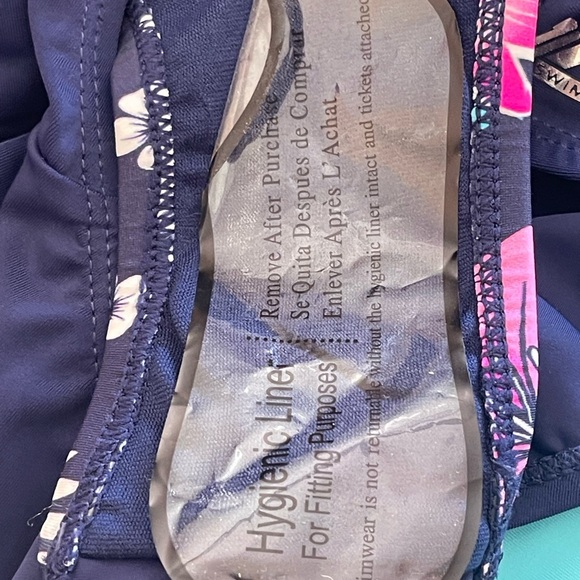 Hygienic Liner
For Fitting Purposes
Remove After Purchase
Se Quita Despues de Comprar
Enlever Après L'Achat
imwear is not returnable without the hygienic liner intact and tickets attached
SWIM